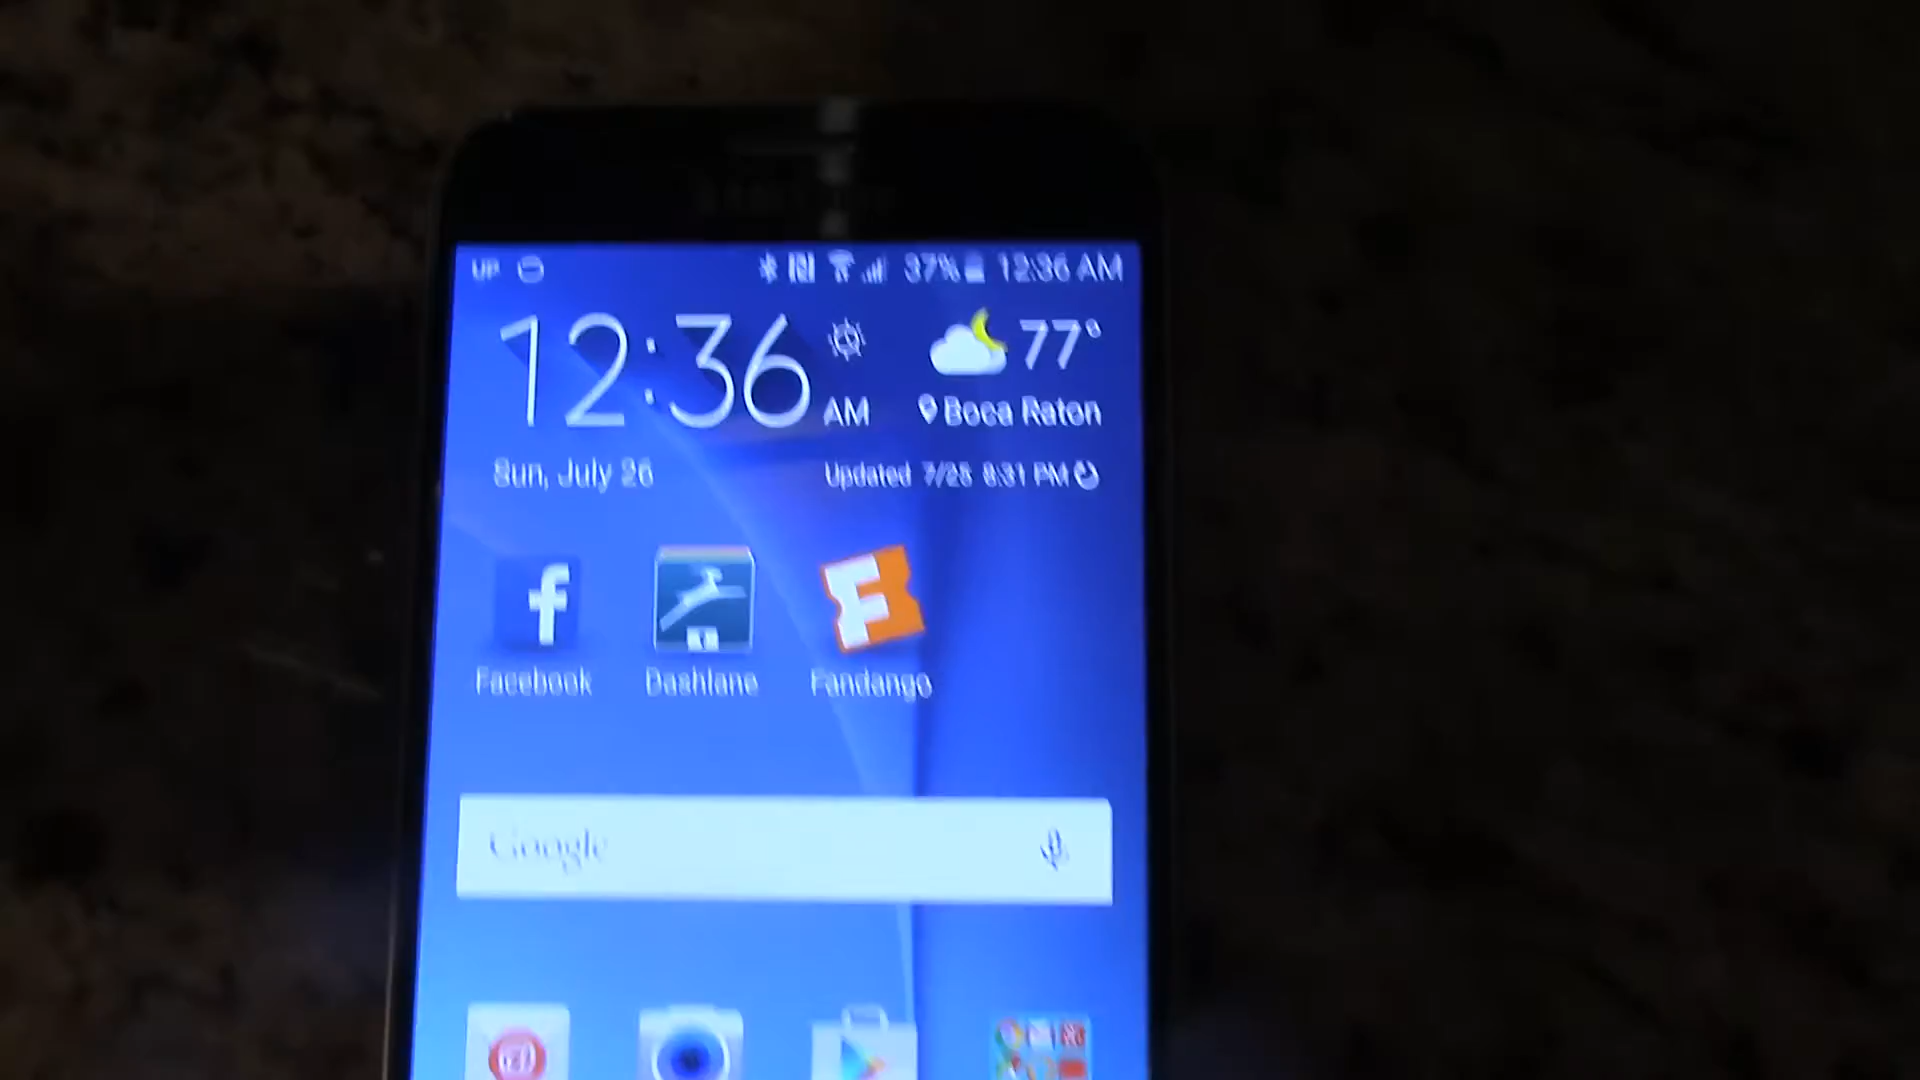 UP 37% 12:36 AM
12:36 AM
77°
Boca Raton
Sun, July 26
Updated 7/25 8:31 PM
Facebook Dashlane Fandango
Google